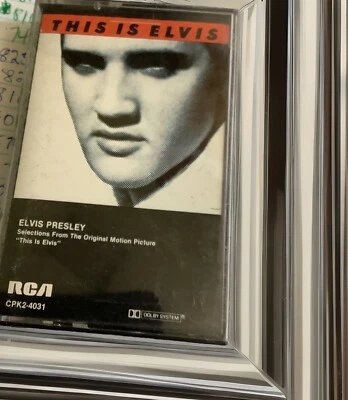 THIS IS ELVIS
ELVIS PRESLEY
Selections From The Original Motion Picture
"This Is Elvis"
RCA
CPK2-4031
DOLBY SYSTEM